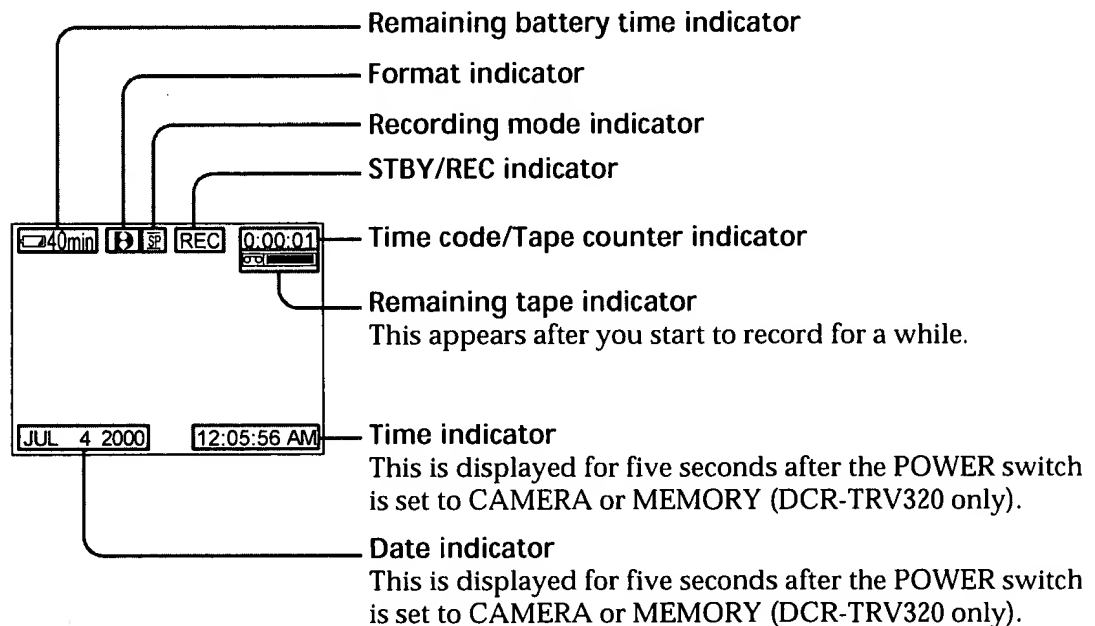 Remaining battery time indicator
Format indicator
Recording mode indicator
STBY/REC indicator
40min SP REC 0:00:01
Time code/Tape counter indicator
Remaining tape indicator
This appears after you start to record for a while.
JUL 4 2000 12:05:56 AM
Time indicator
This is displayed for five seconds after the POWER switch
is set to CAMERA or MEMORY (DCR-TRV320 only).
Date indicator
This is displayed for five seconds after the POWER switch
is set to CAMERA or MEMORY (DCR-TRV320 only).